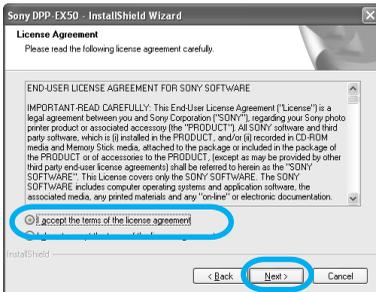 Sony DPP-EX50 - InstallShield Wizard
License Agreement
Please read the following license agreement carefully.
END-USER LICENSE AGREEMENT FOR SONY SOFTWARE
IMPORTANT-READ CAREFULLY: This End-User License Agreement ("License") is a
legal agreement between you and Sony Corporation ("SONY"), regarding your Sony photo
printer product or associated accessory (the "PRODUCT"). All SONY software and third
party software, which is (i) installed in the PRODUCT, and/or (ii) recorded in CD-ROM
media and Memory Stick media, attached to the package or included in the package of
the PRODUCT or of accessories to the PRODUCT, (except as may be provided by other
third party end-user license agreements) shall be referred to herein as the "SONY
SOFTWARE". This License covers only the SONY SOFTWARE. The SONY
SOFTWARE includes computer operating systems and application software, the
associated media, any printed materials and any "on-line" or electronic documentation.
I accept the terms of the license agreement
InstallShield
< Back
Next >
Cancel